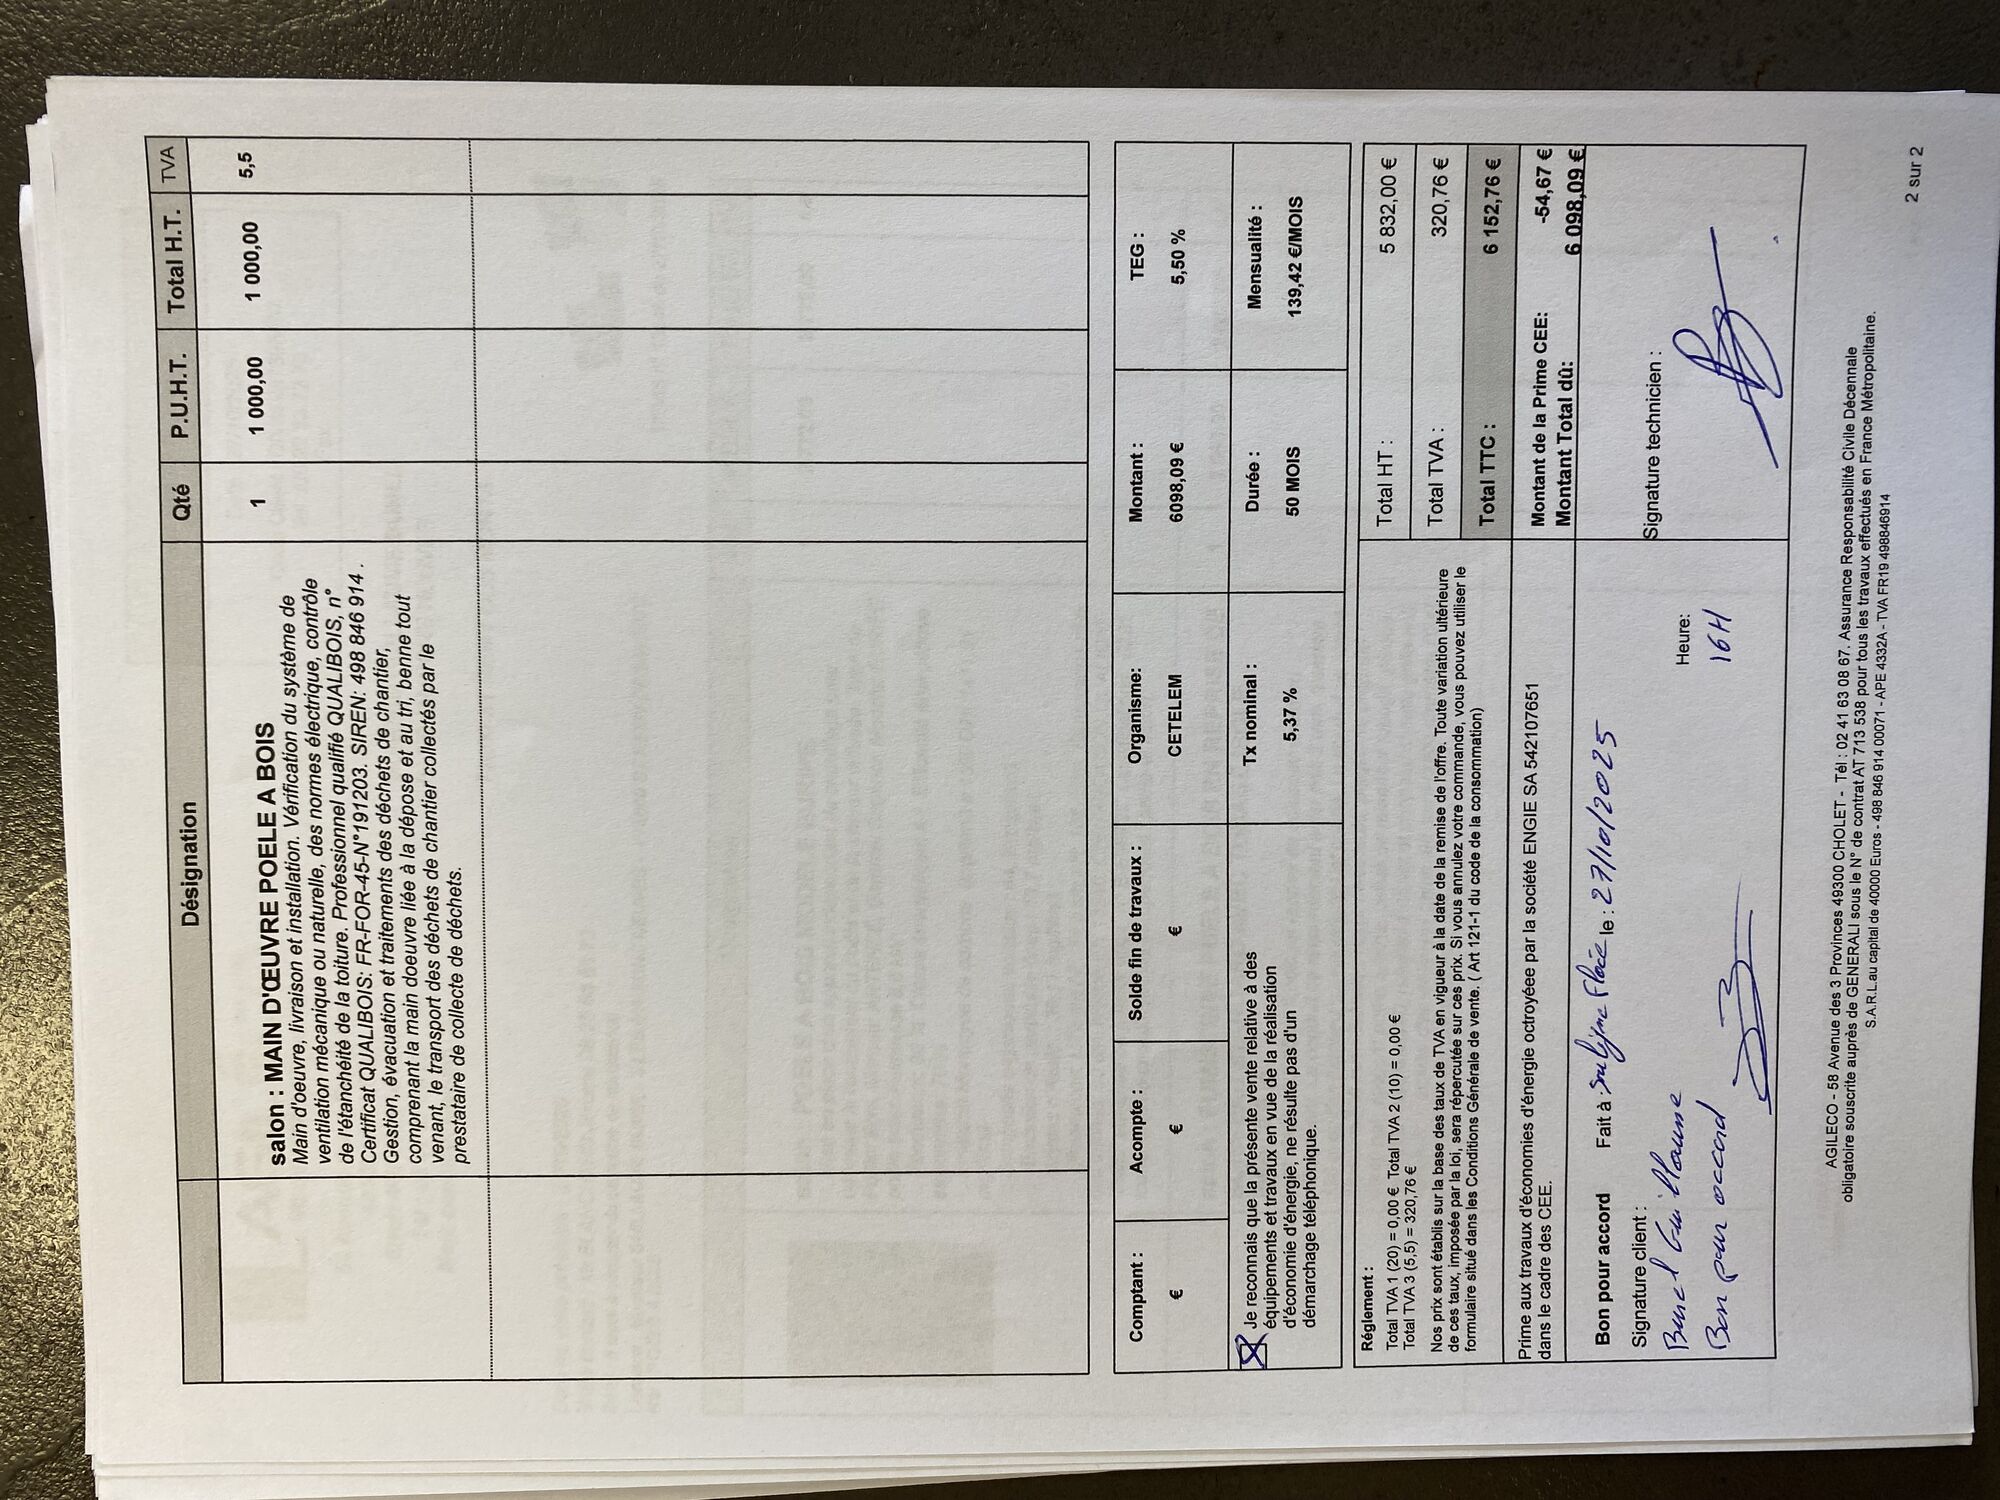 Désignation Qté P.U.H.T. Total H.T. TVA
salon : MAIN D'ŒUVRE POELE A BOIS 1 1 000,00 1 000,00 5,5
Main d'oeuvre, livraison et installation. Vérification du système de
ventilation mécanique ou naturelle, des normes électrique, contrôle
de l'étanchéité de la toiture. Professionnel qualifié QUALIBOIS, n°
Certificat QUALIBOIS: FR-FOR-45-N°191203. SIREN: 498 846 914 .
Gestion, évacuation et traitements des déchets de chantier,
comprenant la main doeuvre liée à la dépose et au tri, benne tout
venant, le transport des déchets de chantier collectés par le
prestataire de collecte de déchets.
Comptant : Acompte : Solde fin de travaux : Organisme: Montant : TEG :
€ € € CETELEM 6098,09 € 5,50 %
Je reconnais que la présente vente relative à des
équipements et travaux en vue de la réalisation
d'économie d'énergie, ne résulte pas d'un
démarchage téléphonique.
Tx nominal : Durée : Mensualité :
5,37 % 50 MOIS 139,42 €/MOIS
Réglement :
Total TVA 1 (20) = 0,00 € Total TVA 2 (10) = 0,00 €
Total TVA 3 (5,5) = 320,76 €
Nos prix sont établis sur la base des taux de TVA en vigueur à la date de la remise de l'offre. Toute variation ultérieure
de ces taux, imposée par la loi, sera répercutée sur ces prix. Si vous annulez votre commande, vous pouvez utiliser le
formulaire situé dans les Conditions Générale de vente. ( Art 121-1 du code de la consommation)
Total HT : 5 832,00 €
Total TVA : 320,76 €
Total TTC : 6 152,76 €
Prime aux travaux d'économies d'énergie octroyéee par la société ENGIE SA 542107651
dans le cadre des CEE.
Montant de la Prime CEE: -54,67 €
Montant Total dû: 6 098,09 €
Bon pour accord Fait à : le : 27/10/2025
Signature client : Heure: Signature technicien :
Guillaume 16H
Bon pour accord
AGILECO - 58 Avenue des 3 Provinces 49300 CHOLET - Tél : 02 41 63 08 67. Assurance Responsabilité Civile Décennale
obligatoire souscrite auprès de GENERALI sous le N° de contrat AT 713 538 pour tous les travaux effectués en France Métropolitaine.
S.A.R.L au capital de 40000 Euros - 498 846 914 00071 - APE 4332A - TVA FR19 498846914
2 sur 2